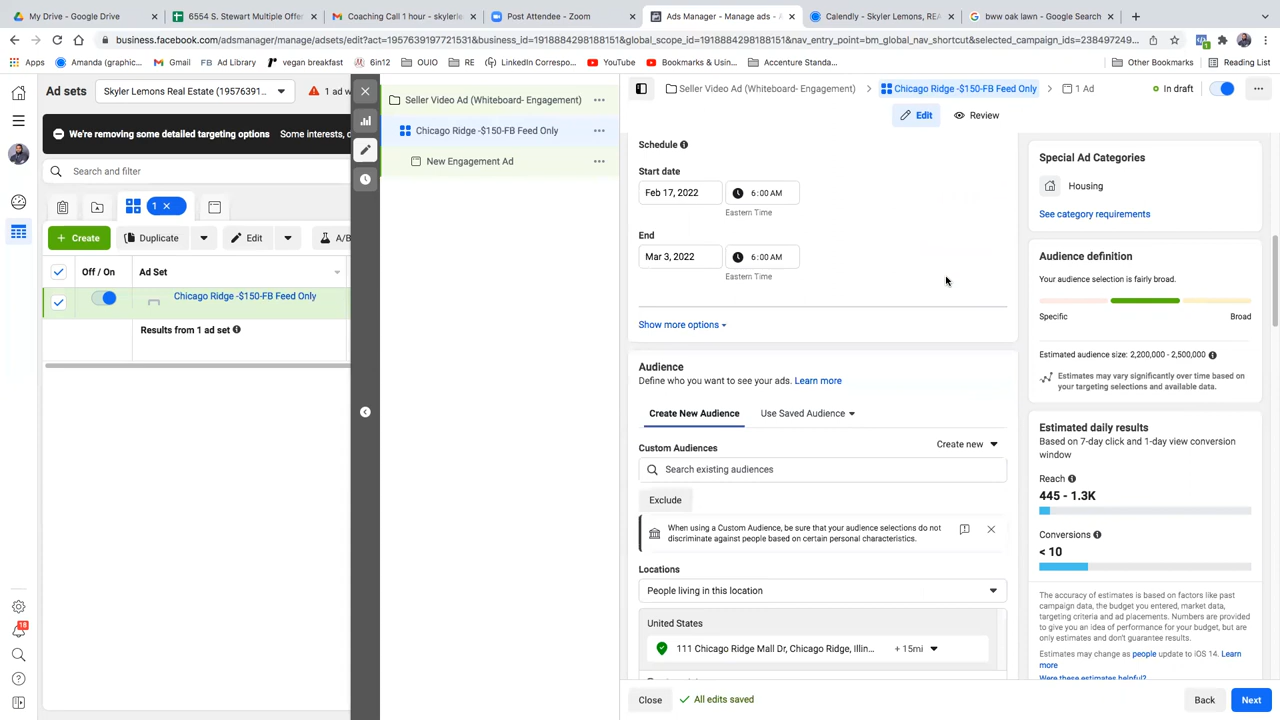 My Drive - Google Drive
6554 S. Stewart Multiple Offer
Coaching Call 1 hour - skylerle
Post Attendee - Zoom
Ads Manager - Manage ads - A
Calendly - Skyler Lemons, REA
bww oak lawn - Google Search
business.facebook.com/adsmanager/manage/adsets/edit?act=1957639197721531&business_id=1918884298188151&global_scope_id=1918884298188151&nav_entry_point=bm_global_nav_shortcut&selected_campaign_ids=238497249...
Apps
Amanda (graphic...
Gmail
FB Ad Library
vegan breakfast
6in12
OUIO
RE
LinkedIn Correspo...
YouTube
Bookmarks & Usin...
Accenture Standa...
Other Bookmarks
Reading List
Ad sets
Skyler Lemons Real Estate (19576391...
1 ad w
We're removing some detailed targeting options Some interests,
Search and filter
1
Create
Duplicate
Edit
A/B
Off / On
Ad Set
Chicago Ridge -$150-FB Feed Only
Results from 1 ad set
18
Seller Video Ad (Whiteboard- Engagement)
Chicago Ridge -$150-FB Feed Only
New Engagement Ad
Seller Video Ad (Whiteboard- Engagement)
Chicago Ridge -$150-FB Feed Only
1 Ad
In draft
Edit
Review
Schedule
Start date
Feb 17, 2022
6:00 AM
Eastern Time
End
Mar 3, 2022
6:00 AM
Eastern Time
Show more options
Audience
Define who you want to see your ads. Learn more
Create New Audience
Use Saved Audience
Custom Audiences
Create new
Search existing audiences
Exclude
When using a Custom Audience, be sure that your audience selections do not
discriminate against people based on certain personal characteristics.
Locations
People living in this location
United States
111 Chicago Ridge Mall Dr, Chicago Ridge, Illin...
+ 15mi
Close
All edits saved
Back
Next
Special Ad Categories
Housing
See category requirements
Audience definition
Your audience selection is fairly broad.
Specific
Broad
Estimated audience size: 2,200,000 - 2,500,000
Estimates may vary significantly over time based on
your targeting selections and available data.
Estimated daily results
Based on 7-day click and 1-day view conversion
window
Reach
445 - 1.3K
Conversions
< 10
The accuracy of estimates is based on factors like past
campaign data, the budget you entered, market data,
targeting criteria and ad placements. Numbers are provided
to give you an idea of performance for your budget, but are
only estimates and don't guarantee results.
Estimates may change as people update to iOS 14. Learn
more
Were these estimates helpful?